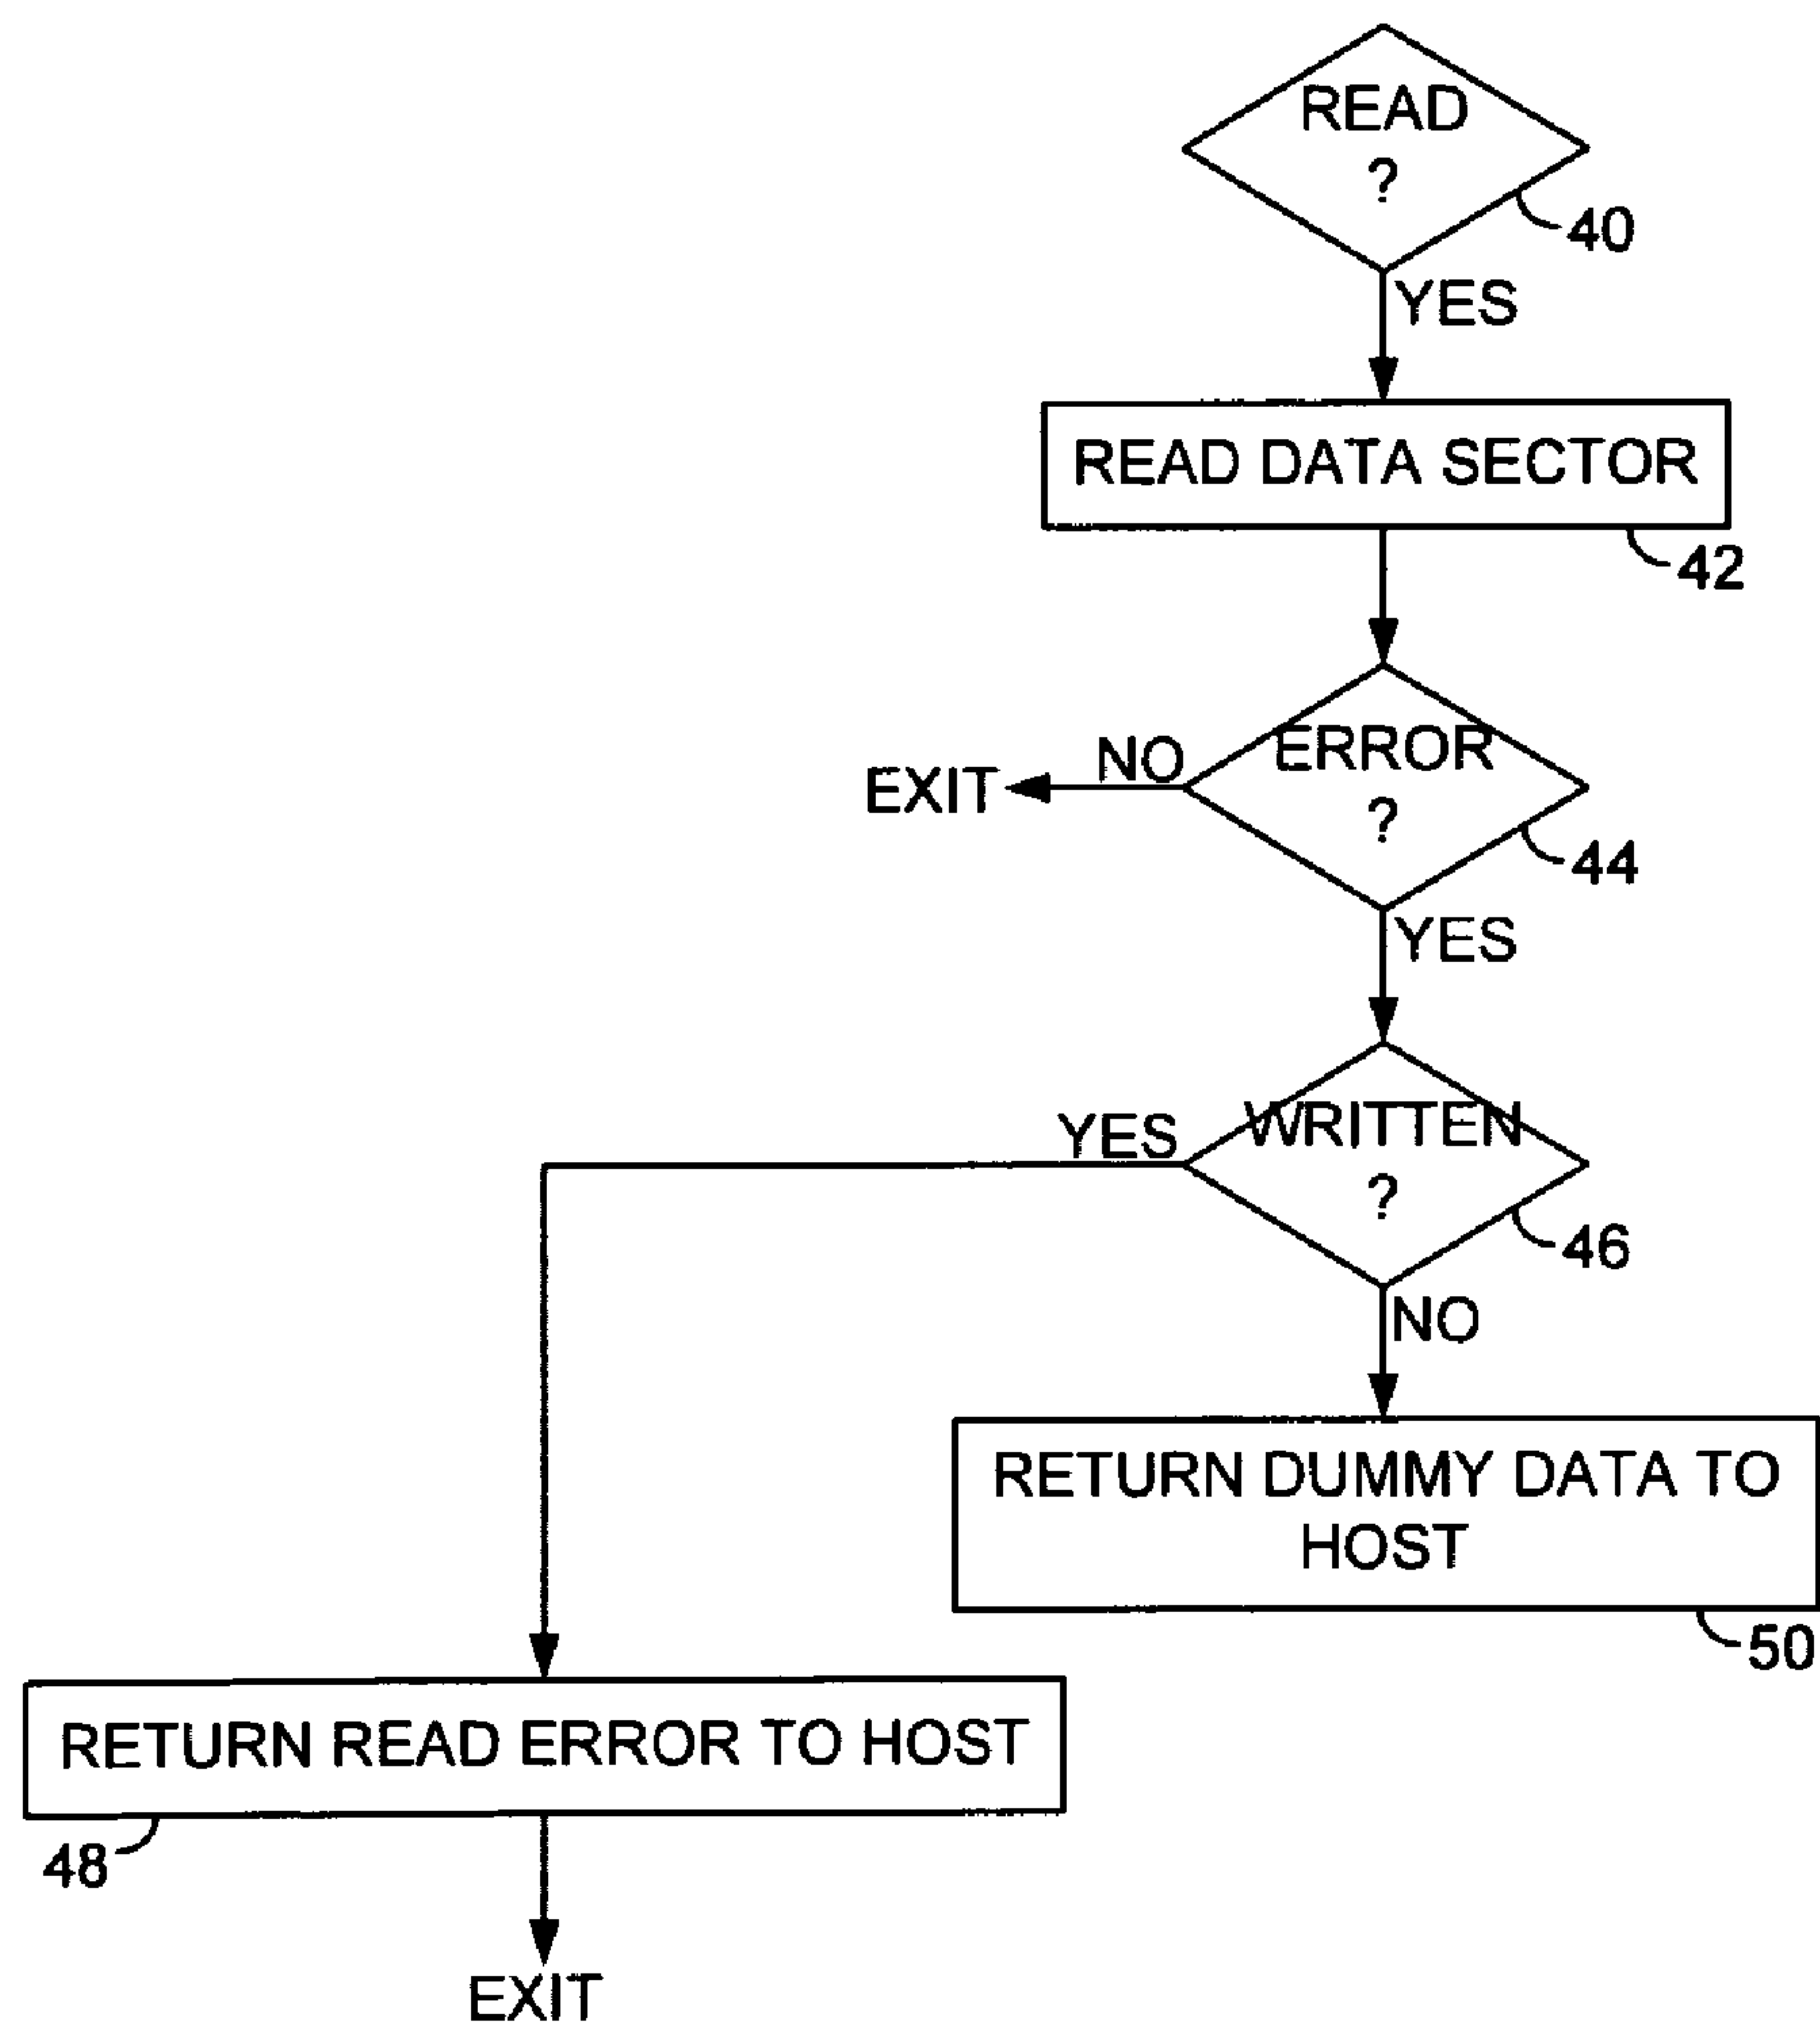 READ
?
40
YES
READ DATA SECTOR
42
NO
ERROR
?
EXIT
44
YES
YES
WRITTEN
?
46
NO
RETURN DUMMY DATA TO
HOST
50
RETURN READ ERROR TO HOST
48
EXIT